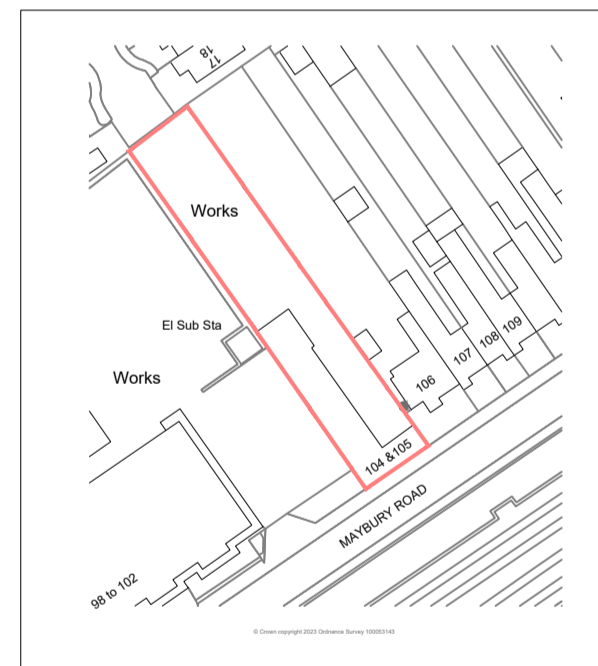 18
17
Works
El Sub Sta
Works
106
107
108
109
104 &105
MAYBURY ROAD
98 to 102
© Crown copyright 2023 Ordnance Survey 100053143